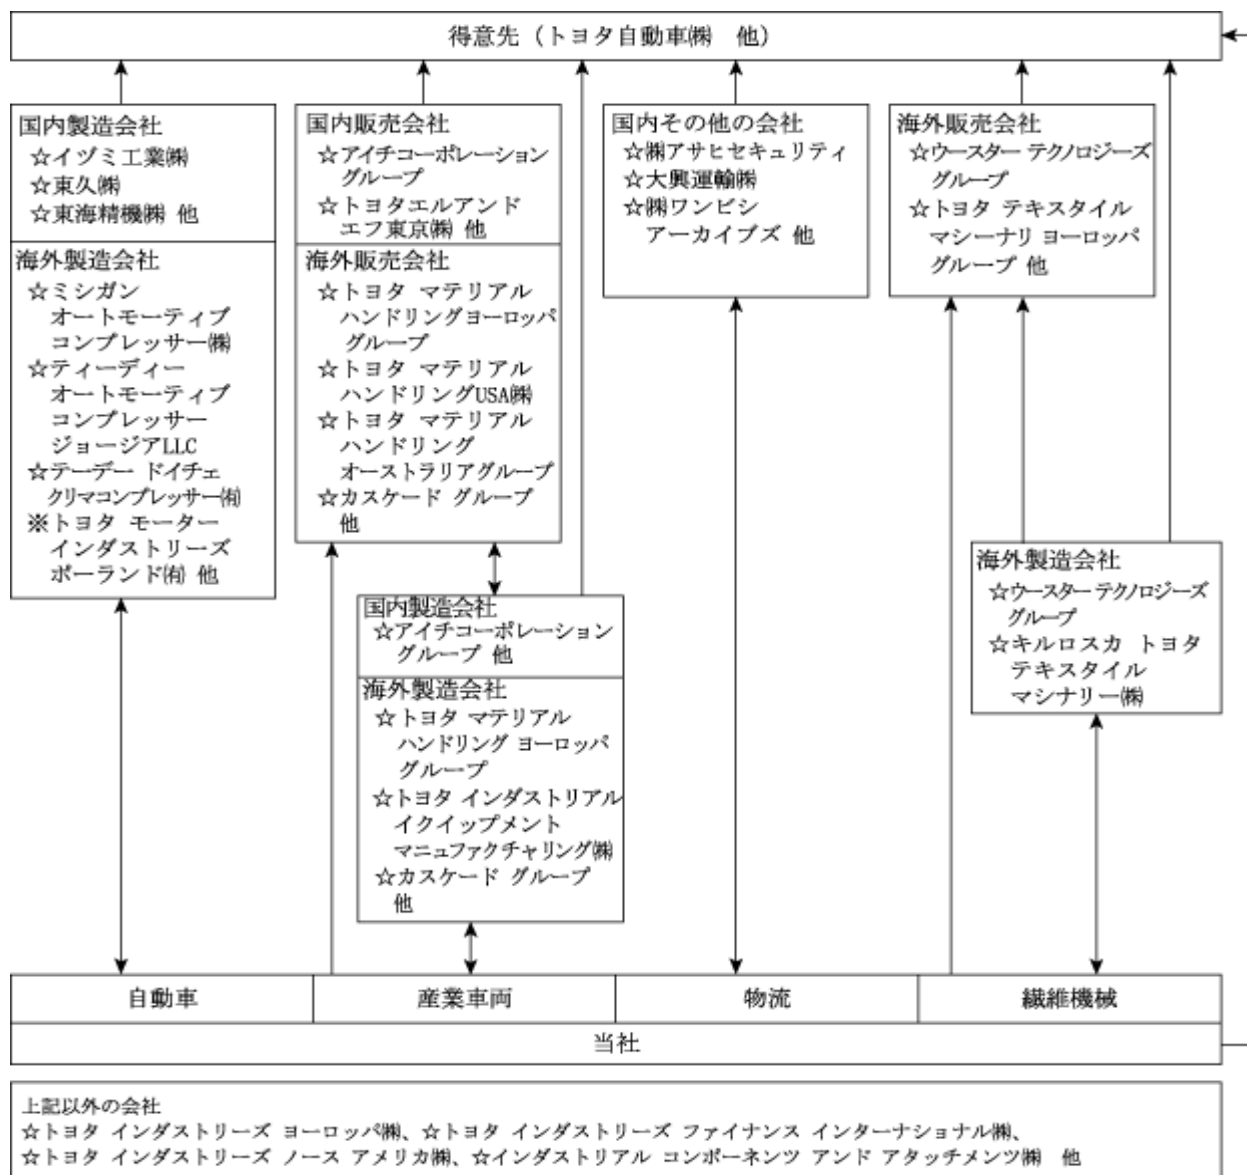 得意先（トヨタ自動車㈱　他）
国内製造会社
☆イヅミ工業㈱
☆東久㈱
☆東海精機㈱ 他
海外製造会社
☆ミシガン
オートモーティブ
コンプレッサー㈱
☆ティーディー
オートモーティブ
コンプレッサー
ジョージアLLC
☆テーデー ドイチェ
クリマコンプレッサー㈲
※トヨタ モーター
インダストリーズ
ポーランド㈲ 他
国内販売会社
☆アイチコーポレーション
グループ
☆トヨタエルアンド
エフ東京㈱ 他
海外販売会社
☆トヨタ マテリアル
ハンドリングヨーロッパ
グループ
☆トヨタ マテリアル
ハンドリングUSA㈱
☆トヨタ マテリアル
ハンドリング
オーストラリアグループ
☆カスケード グループ
他
国内製造会社
☆アイチコーポレーション
グループ 他
海外製造会社
☆トヨタ マテリアル
ハンドリング ヨーロッパ
グループ
☆トヨタ インダストリアル
イクイップメント
マニュファクチャリング㈱
☆カスケード グループ
他
国内その他の会社
☆㈱アサヒセキュリティ
☆大興運輸㈱
☆㈱ワンビシ
アーカイブズ 他
海外販売会社
☆ウースター テクノロジーズ
グループ
☆トヨタ テキスタイル
マシーナリ ヨーロッパ
グループ 他
海外製造会社
☆ウースター テクノロジーズ
グループ
☆キルロスカ トヨタ
テキスタイル
マシナリー㈱
自動車
産業車両
物流
繊維機械
当社
上記以外の会社
☆トヨタ インダストリーズ ヨーロッパ㈱、☆トヨタ インダストリーズ ファイナンス インターナショナル㈱、
☆トヨタ インダストリーズ ノース アメリカ㈱、☆インダストリアル コンポーネンツ アンド アタッチメンツ㈱　他